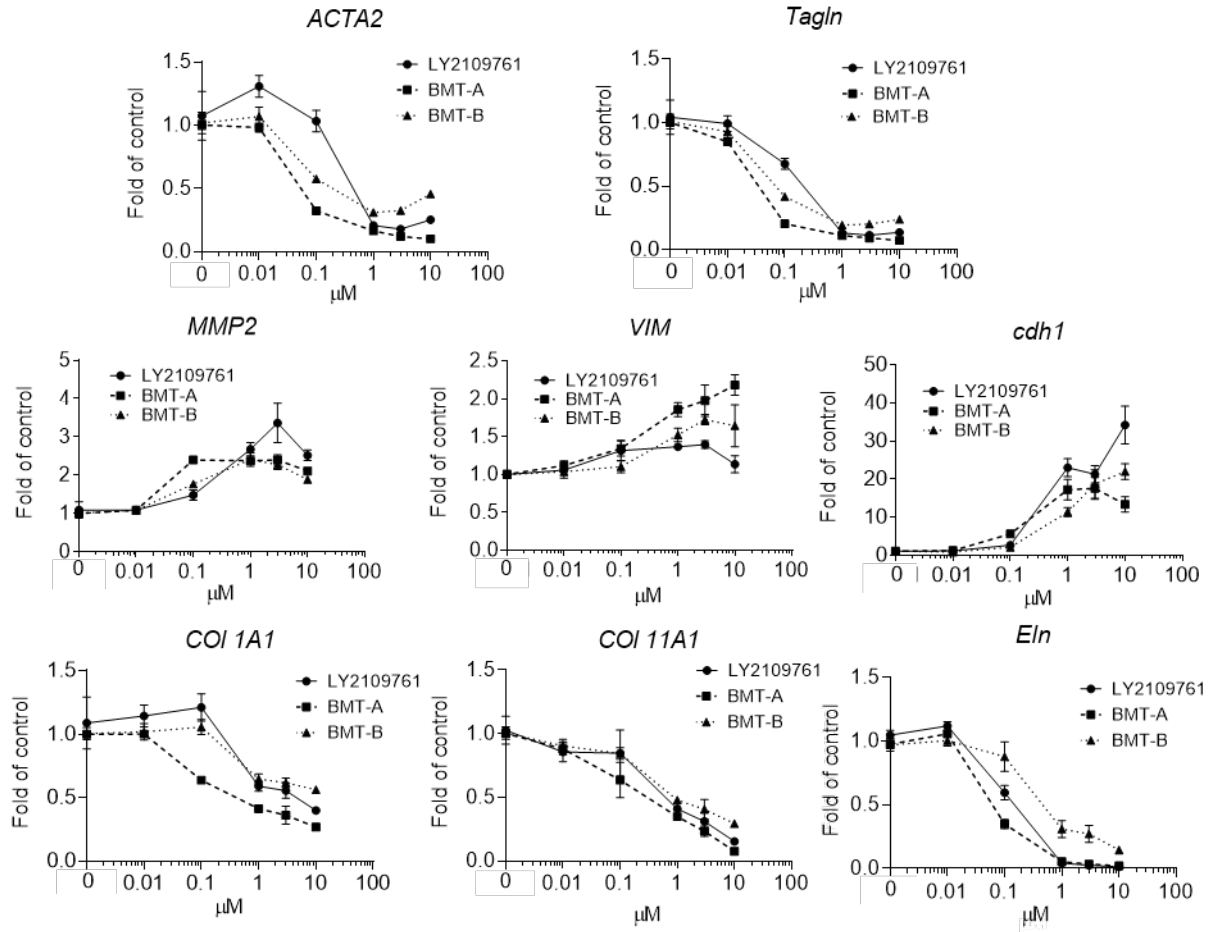 ACTA2
Fold of control
1.5
1.0
0.5
0.0
LY2109761
BMT-A
BMT-B
0 0.01 0.1 1 10 100
μM
Tagln
Fold of control
1.5
1.0
0.5
0.0
LY2109761
BMT-A
BMT-B
0 0.01 0.1 1 10 100
μM
MMP2
Fold of control
5
4
3
2
1
0
LY2109761
BMT-A
BMT-B
0 0.01 0.1 1 10 100
μM
VIM
Fold of control
2.5
2.0
1.5
1.0
0.5
0.0
LY2109761
BMT-A
BMT-B
0 0.01 0.1 1 10 100
μM
cdh1
Fold of control
50
40
30
20
10
0
LY2109761
BMT-A
BMT-B
0 0.01 0.1 1 10 100
μM
COl 1A1
Fold of control
1.5
1.0
0.5
0.0
LY2109761
BMT-A
BMT-B
0 0.01 0.1 1 10 100
μM
COl 11A1
Fold of control
1.5
1.0
0.5
0.0
LY2109761
BMT-A
BMT-B
0 0.01 0.1 1 10 100
μM
Eln
Fold of control
1.5
1.0
0.5
0.0
LY2109761
BMT-A
BMT-B
0 0.01 0.1 1 10 100
μM